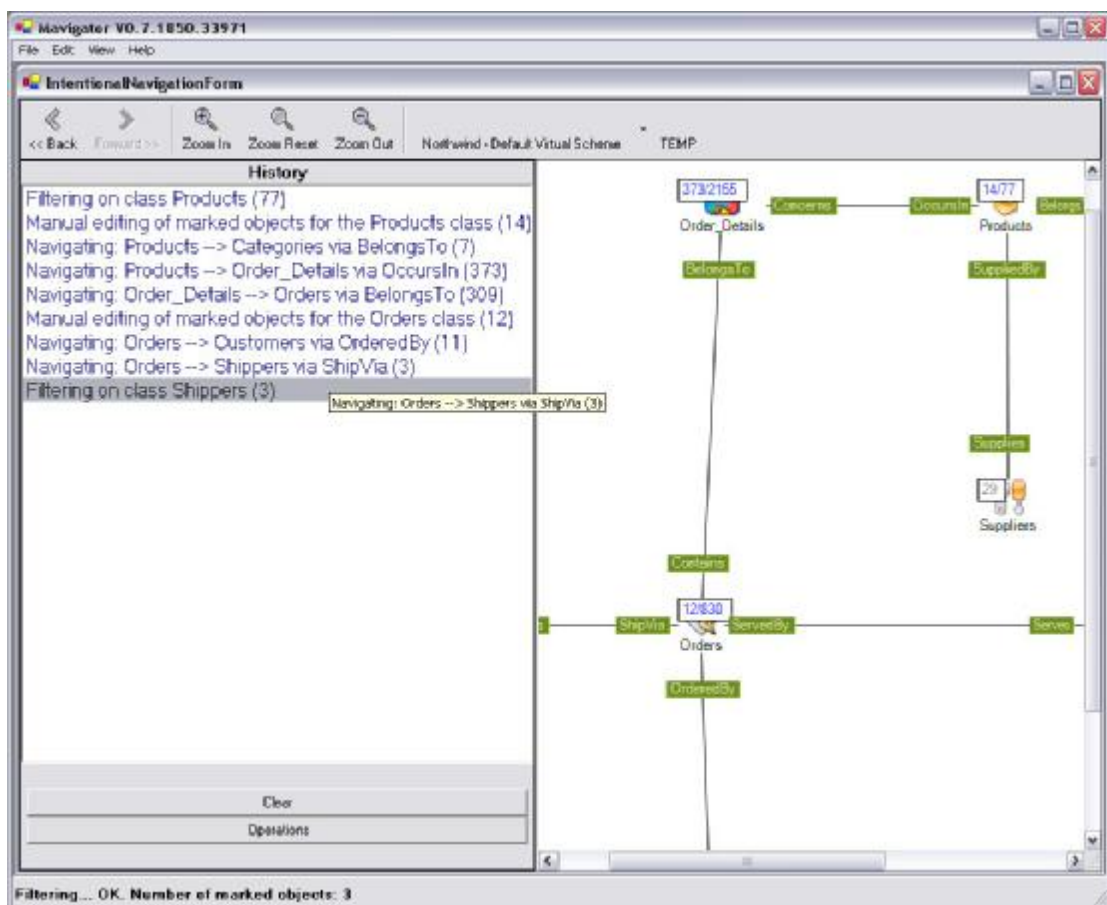 Mavigator V0.7.1850.33971
File Edit View Help
IntentionalNavigationForm
<< Back Forward >> Zoom In Zoom Reset Zoom Out Northwind - Default Virtual Scheme TEMP
History
Filtering on class Products (77)
Manual editing of marked objects for the Products class (14)
Navigating: Products --> Categories via BelongsTo (7)
Navigating: Products --> Order_Details via OccursIn (373)
Navigating: Order_Details --> Orders via BelongsTo (309)
Manual editing of marked objects for the Orders class (12)
Navigating: Orders --> Customers via OrderedBy (11)
Navigating: Orders --> Shippers via ShipVia (3)
Filtering on class Shippers (3)
Navigating: Orders --> Shippers via ShipVia (3)
373/2155 14/77
Concerns OccursIn Belongs
Order_Details Products
BelongsTo SuppliedBy
Supplies
29
Suppliers
Contains
12/830
s ShipVia ServedBy Serves
Orders
OrderedBy
Clear
Operations
Filtering... OK. Number of marked objects: 3